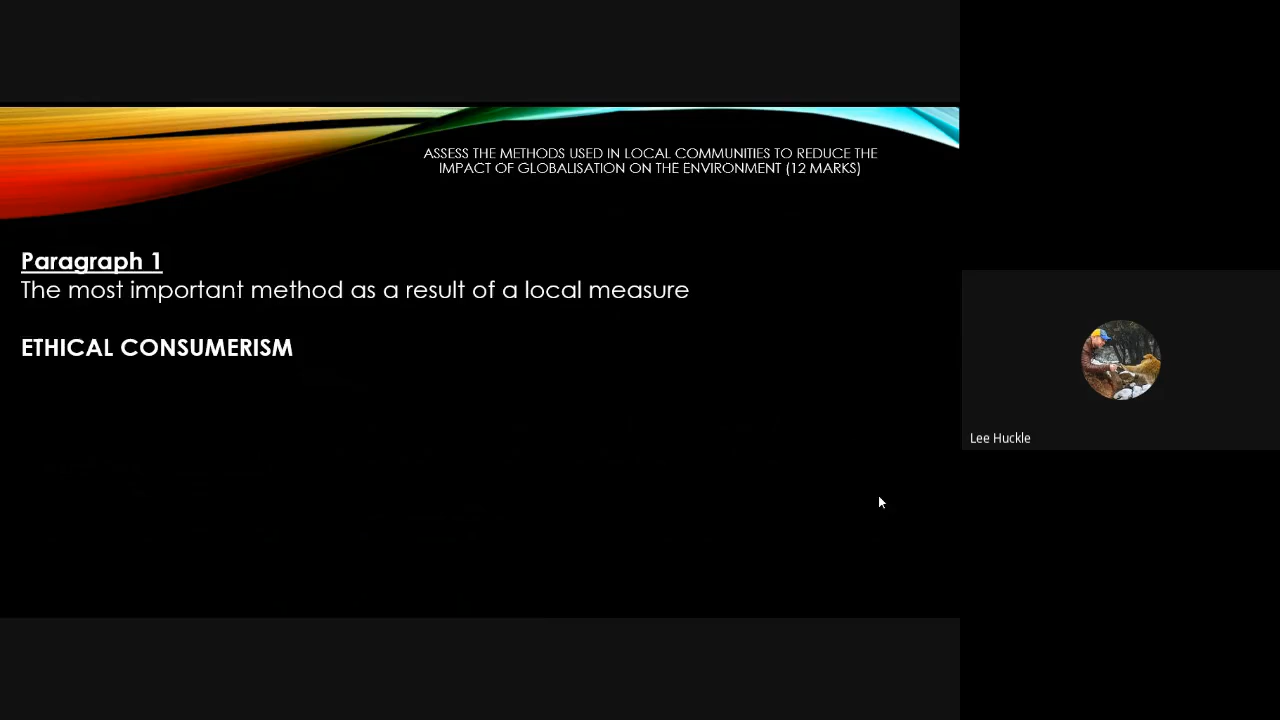 ASSESS THE METHODS USED IN LOCAL COMMUNITIES TO REDUCE THE
IMPACT OF GLOBALISATION ON THE ENVIRONMENT (12 MARKS)
Paragraph 1
The most important method as a result of a local measure
ETHICAL CONSUMERISM
Lee Huckle